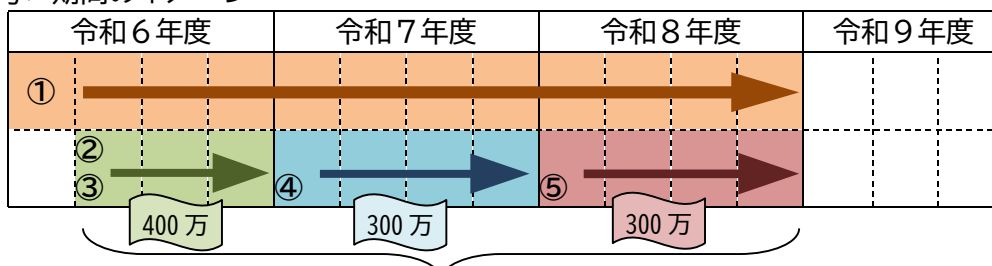 令和６年度 令和７年度 令和８年度 令和９年度
①
②
③ ④ ⑤
400 万 300 万 300 万